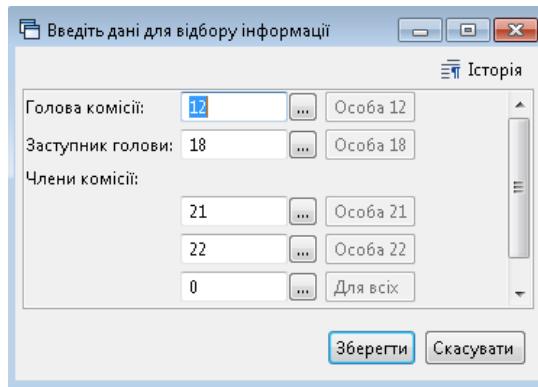 Введіть дані для відбору інформації
Історія
Голова комісії: 12 ... Особа 12
Заступник голови: 18 ... Особа 18
Члени комісії:
21 ... Особа 21
22 ... Особа 22
0 ... Для всіх
Зберегти Скасувати